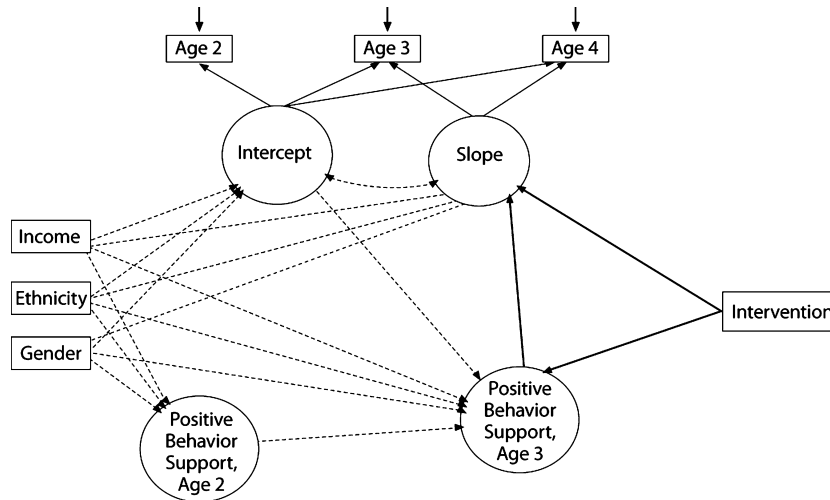 Age 2
Age 3
Age 4
Intercept
Slope
Income
Ethnicity
Gender
Intervention
Positive
Behavior
Support,
Age 2
Positive
Behavior
Support,
Age 3